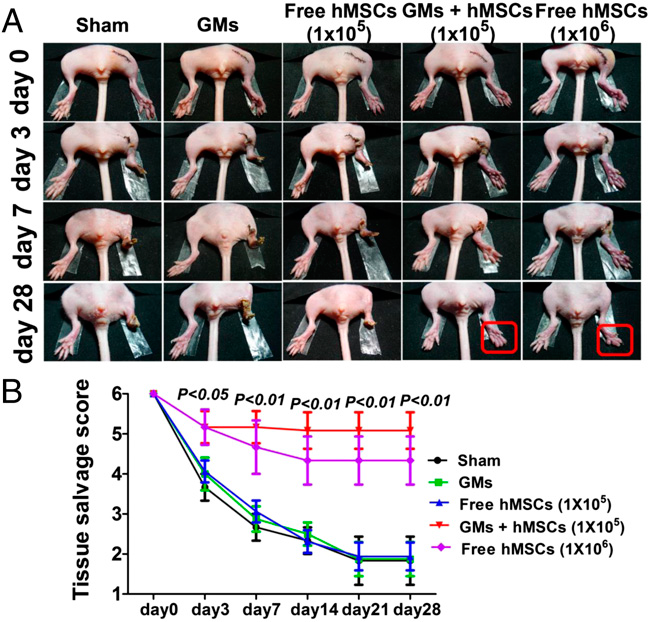 A
Sham
GMs
Free hMSCs (1x10⁵)
GMs + hMSCs (1x10⁵)
Free hMSCs (1x10⁶)
day 0
day 3
day 7
day 28
B
Tissue salvage score
6
5
4
3
2
1
P<0.05
P<0.01
P<0.01
P<0.01
P<0.01
Sham
GMs
Free hMSCs (1X10⁵)
GMs + hMSCs (1X10⁵)
Free hMSCs (1X10⁶)
day0
day3
day7
day14
day21
day28